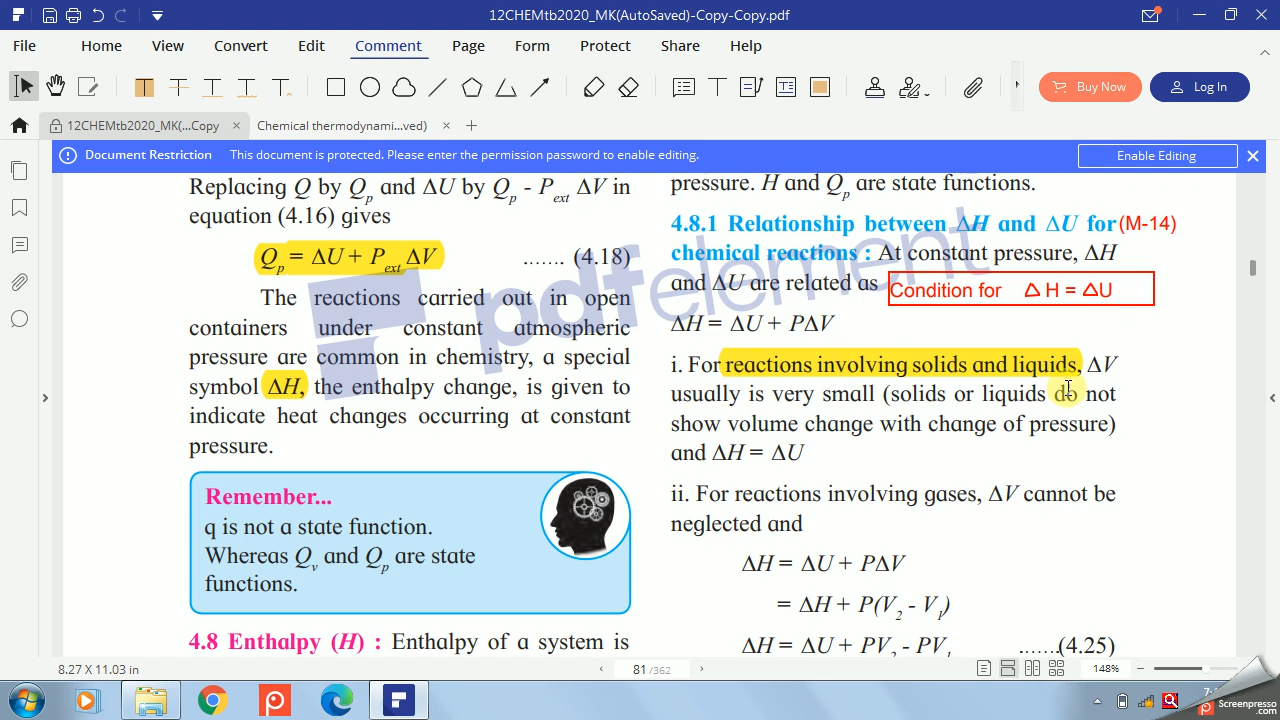 12CHEMtb2020_MK(AutoSaved)-Copy-Copy.pdf
File Home View Convert Edit Comment Page Form Protect Share Help
Buy Now Log In
12CHEMtb2020_MK(...Copy Chemical thermodynami...ved)
Document Restriction This document is protected. Please enter the permission password to enable editing. Enable Editing
Replacing Q by Qp and ΔU by Qp - Pext ΔV in
equation (4.16) gives
Qp = ΔU + Pext ΔV ....... (4.18)
The reactions carried out in open
containers under constant atmospheric
pressure are common in chemistry, a special
symbol ΔH, the enthalpy change, is given to
indicate heat changes occurring at constant
pressure.
Remember...
q is not a state function.
Whereas Qv and Qp are state
functions.
4.8 Enthalpy (H) : Enthalpy of a system is
pressure. H and Qp are state functions.
4.8.1 Relationship between ΔH and ΔU for (M-14)
chemical reactions : At constant pressure, ΔH
and ΔU are related as
Condition for Δ H = ΔU
ΔH = ΔU + PΔV
i. For reactions involving solids and liquids, ΔV
usually is very small (solids or liquids do not
show volume change with change of pressure)
and ΔH = ΔU
ii. For reactions involving gases, ΔV cannot be
neglected and
ΔH = ΔU + PΔV
= ΔH + P(V2 - V1)
ΔH = ΔU + PV2 - PV1 ......(4.25)
pdfelement
8.27 X 11.03 in 81 /362 148%
Screenpresso
.com